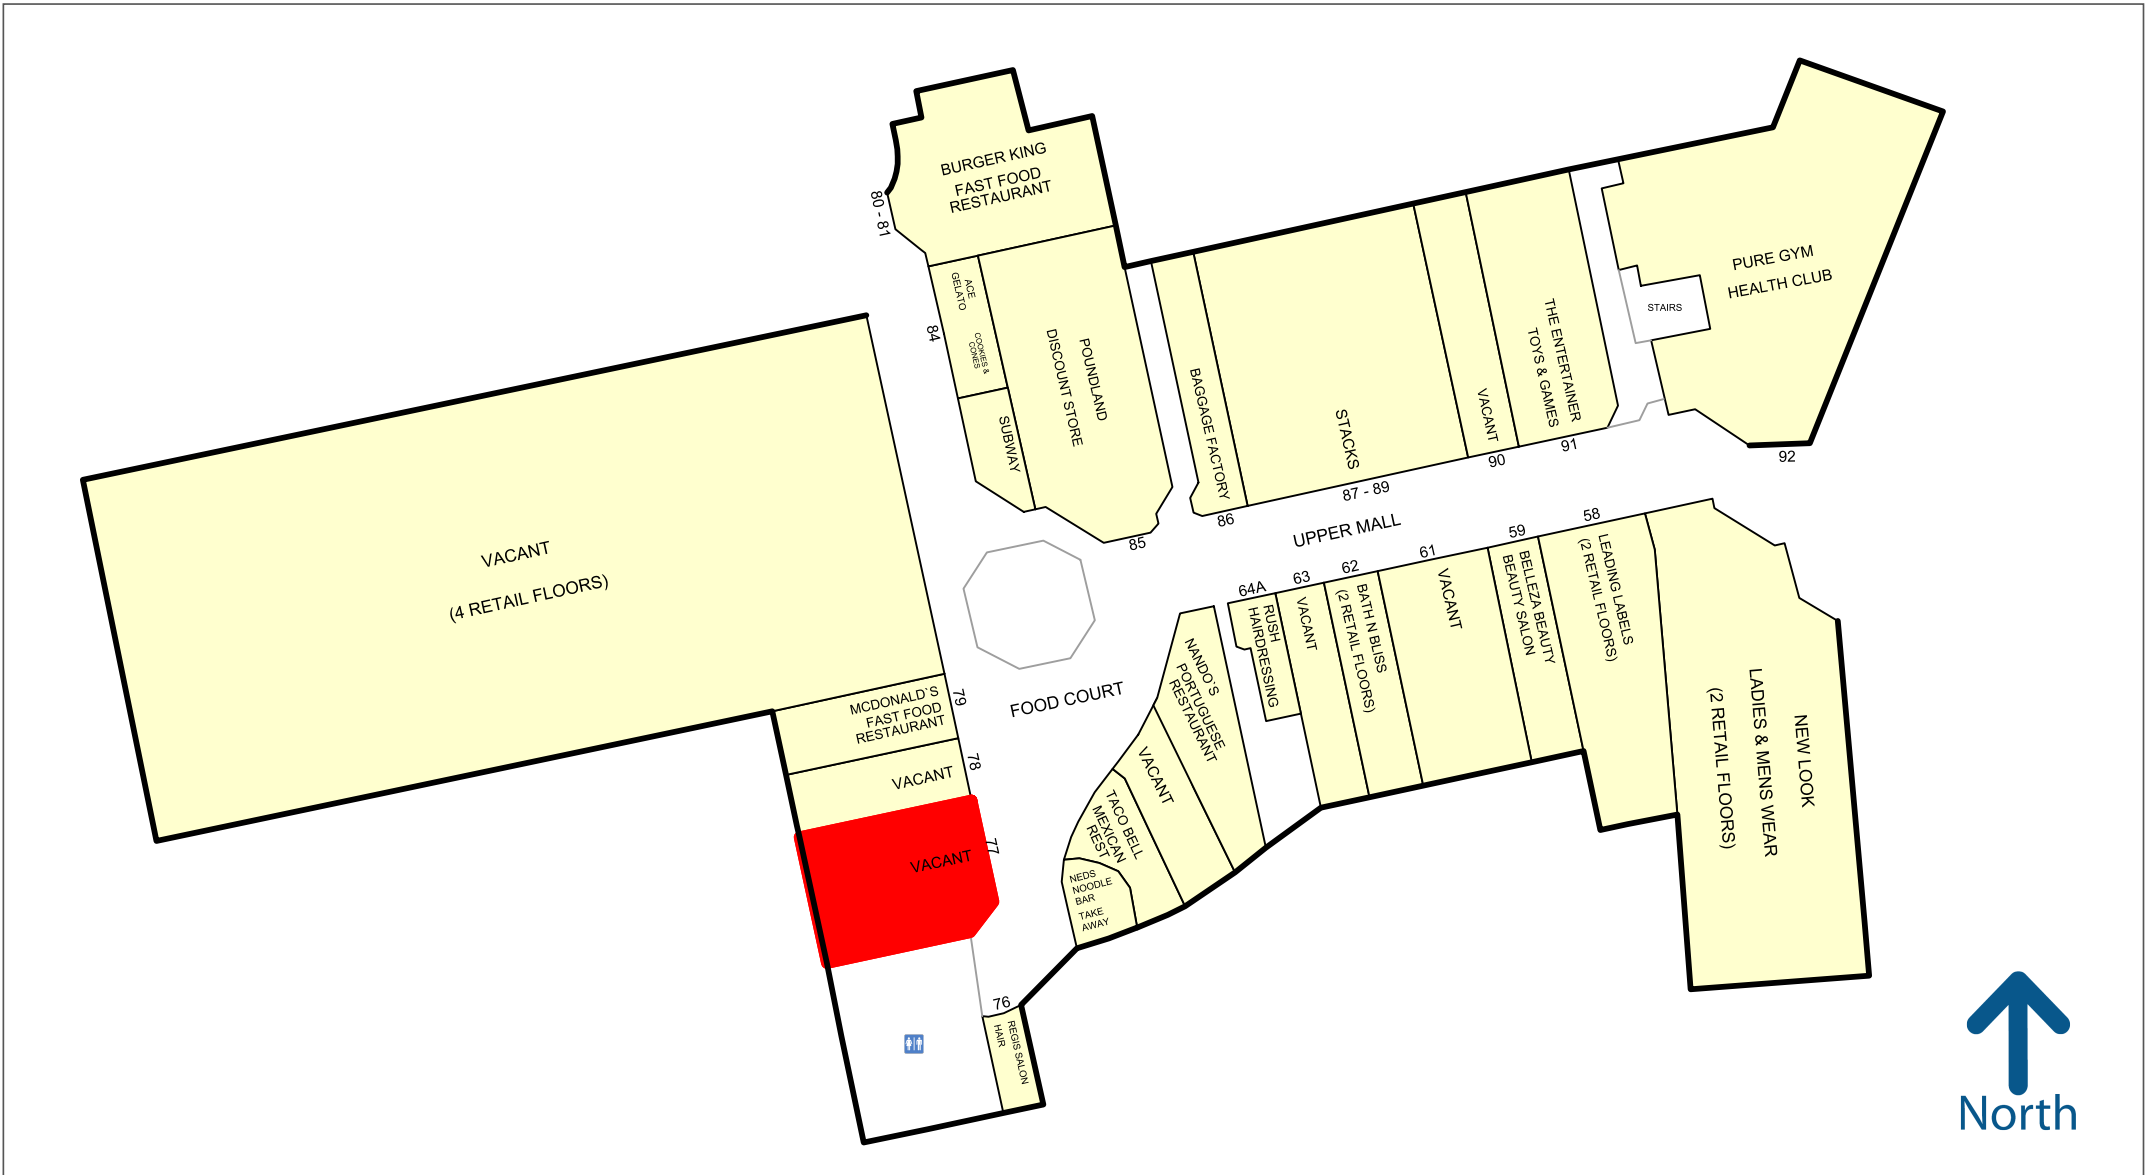 BURGER KING
FAST FOOD
RESTAURANT
80 - 81
ACE
GELATO
COOKIES &
CONES
84
SUBWAY
POUNDLAND
DISCOUNT STORE
85
BAGGAGE FACTORY
86
STACKS
87 - 89
VACANT
90
THE ENTERTAINER
TOYS & GAMES
91
STAIRS
PURE GYM
HEALTH CLUB
92
UPPER MALL
VACANT
(4 RETAIL FLOORS)
FOOD COURT
MCDONALD`S
FAST FOOD
RESTAURANT
79
VACANT
78
VACANT
77
76
REGIS SALON
HAIR
NEDS
NOODLE
BAR
TAKE
AWAY
TACO BELL
MEXICAN
REST
VACANT
NANDO`S
PORTUGUESE
RESTAURANT
64A
RUSH
HAIRDRESSING
63
VACANT
62
BATH N BLISS
(2 RETAIL FLOORS)
61
VACANT
59
BELLEZA BEAUTY
BEAUTY SALON
58
LEADING LABELS
(2 RETAIL FLOORS)
NEW LOOK
LADIES & MENS WEAR
(2 RETAIL FLOORS)
North